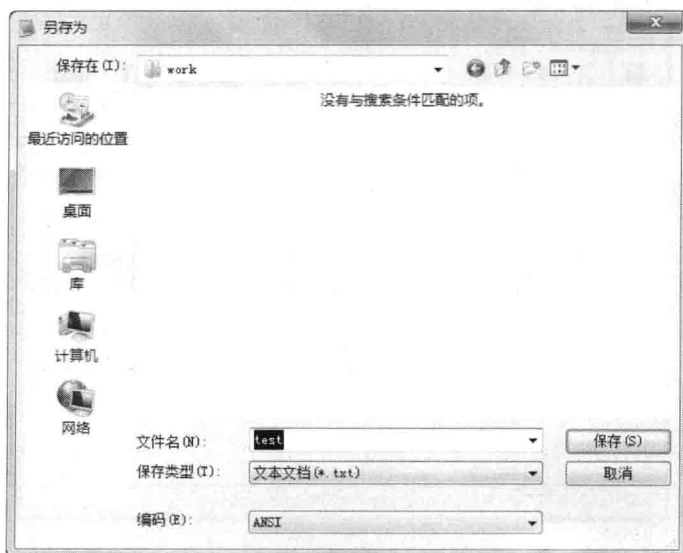 另存为
保存在(I):
work
没有与搜索条件匹配的项。
最近访问的位置
桌面
库
计算机
网络
文件名(N):
test
保存(S)
保存类型(T):
文本文档(*.txt)
取消
编码(E):
ANSI